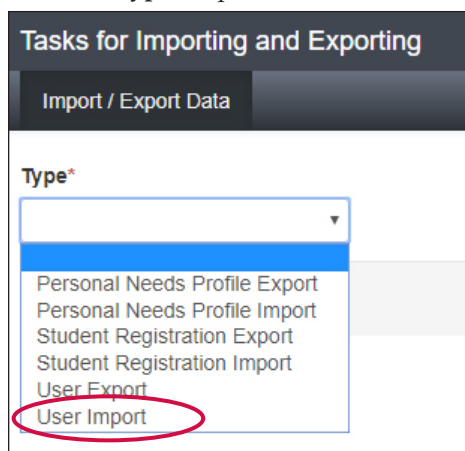 Tasks for Importing and Exporting
Import / Export Data
Type*
Personal Needs Profile Export
Personal Needs Profile Import
Student Registration Export
Student Registration Import
User Export
User Import